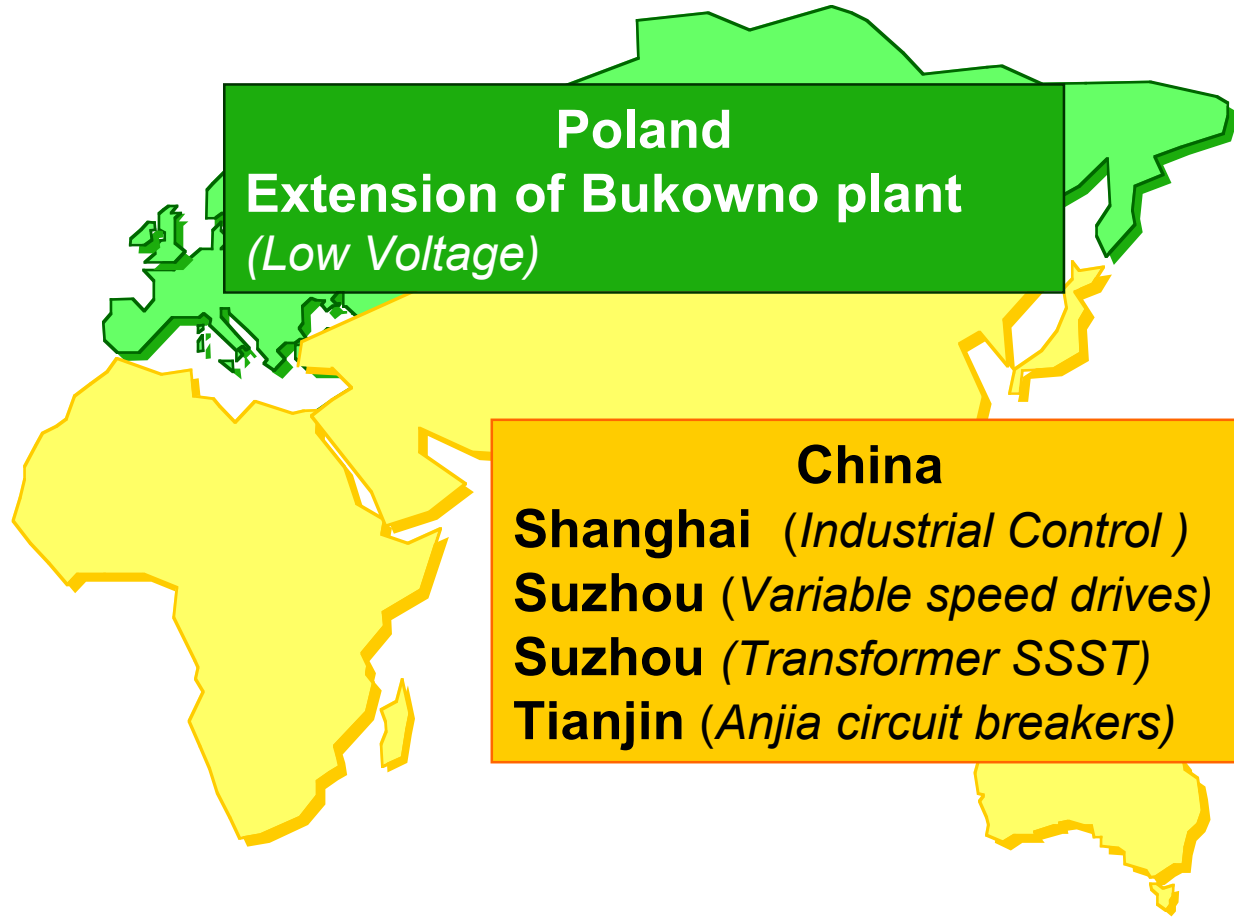 Poland
Extension of Bukowno plant
(Low Voltage)
China
Shanghai (Industrial Control )
Suzhou (Variable speed drives)
Suzhou (Transformer SSST)
Tianjin (Anjia circuit breakers)